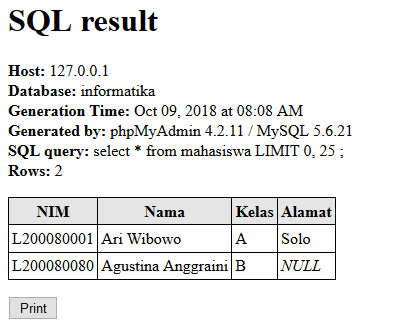 SQL result
Host: 127.0.0.1
Database: informatika
Generation Time: Oct 09, 2018 at 08:08 AM
Generated by: phpMyAdmin 4.2.11 / MySQL 5.6.21
SQL query: select * from mahasiswa LIMIT 0, 25 ;
Rows: 2
NIM Nama Kelas Alamat
L200080001 Ari Wibowo A Solo
L200080080 Agustina Anggraini B NULL
Print